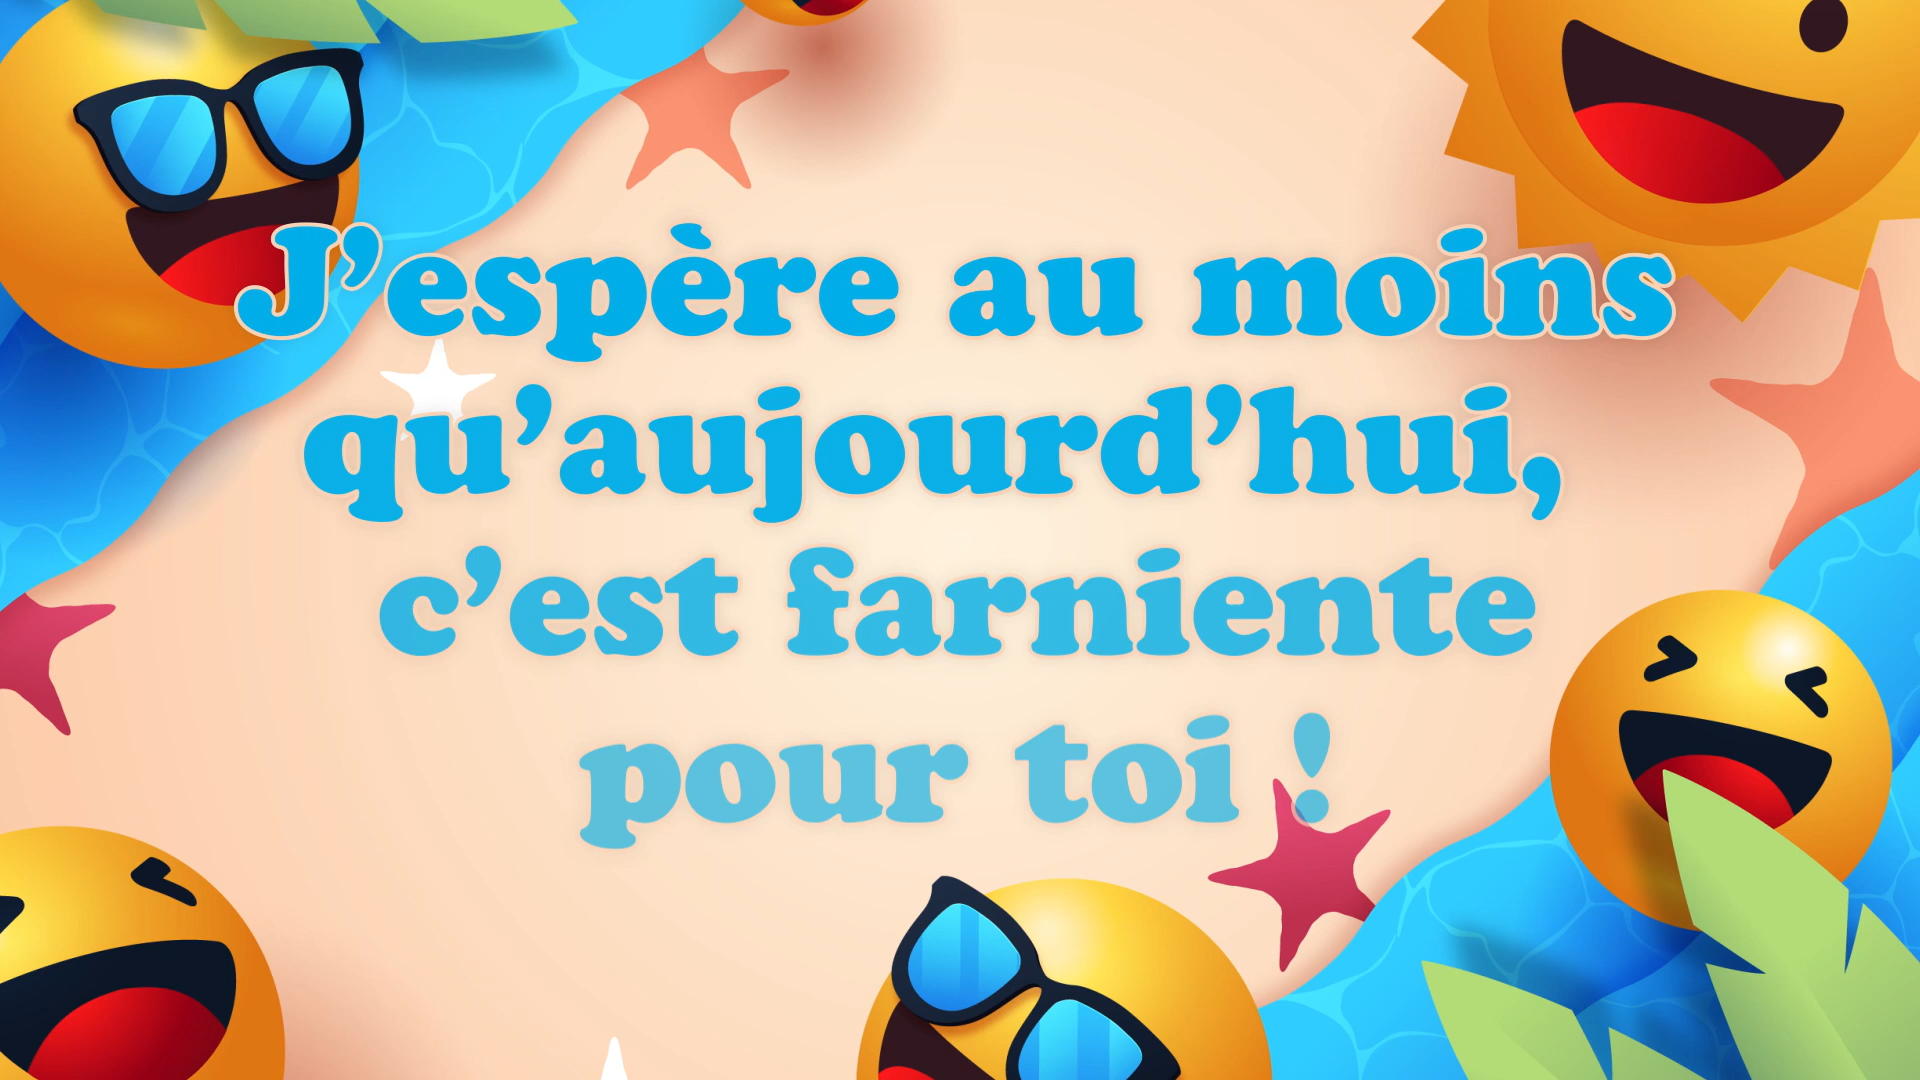 J’espère au moins
qu’aujourd’hui,
c’est farniente
pour toi !